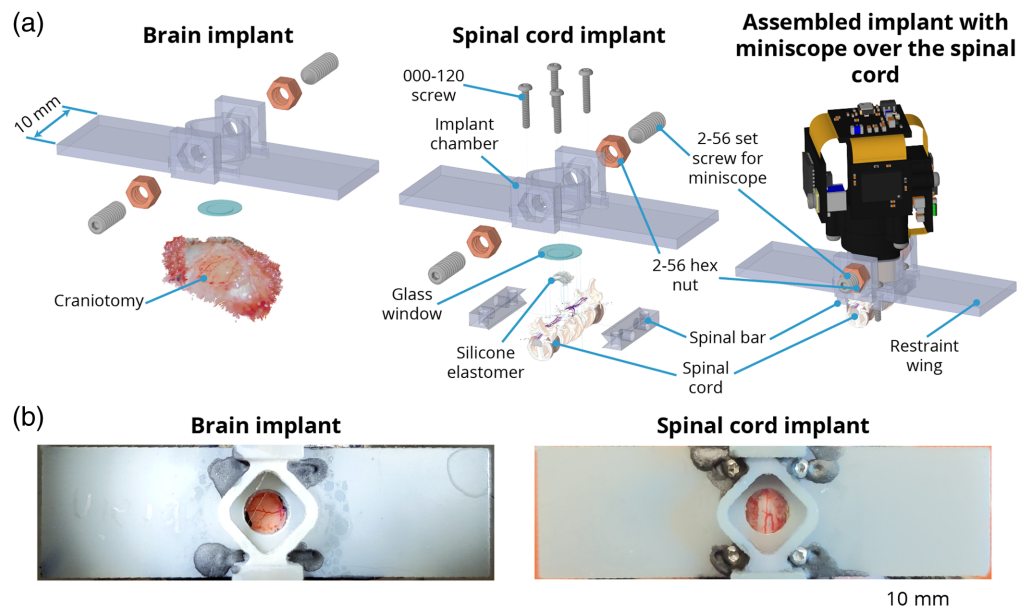 (a)
Brain implant
10 mm
Craniotomy
Spinal cord implant
000-120
screw
Implant
chamber
Glass
window
Silicone
elastomer
2-56 set
screw for
miniscope
2-56 hex
nut
Spinal bar
Spinal
cord
Assembled implant with
miniscope over the spinal
cord
Restraint
wing
(b)
Brain implant
Spinal cord implant
10 mm